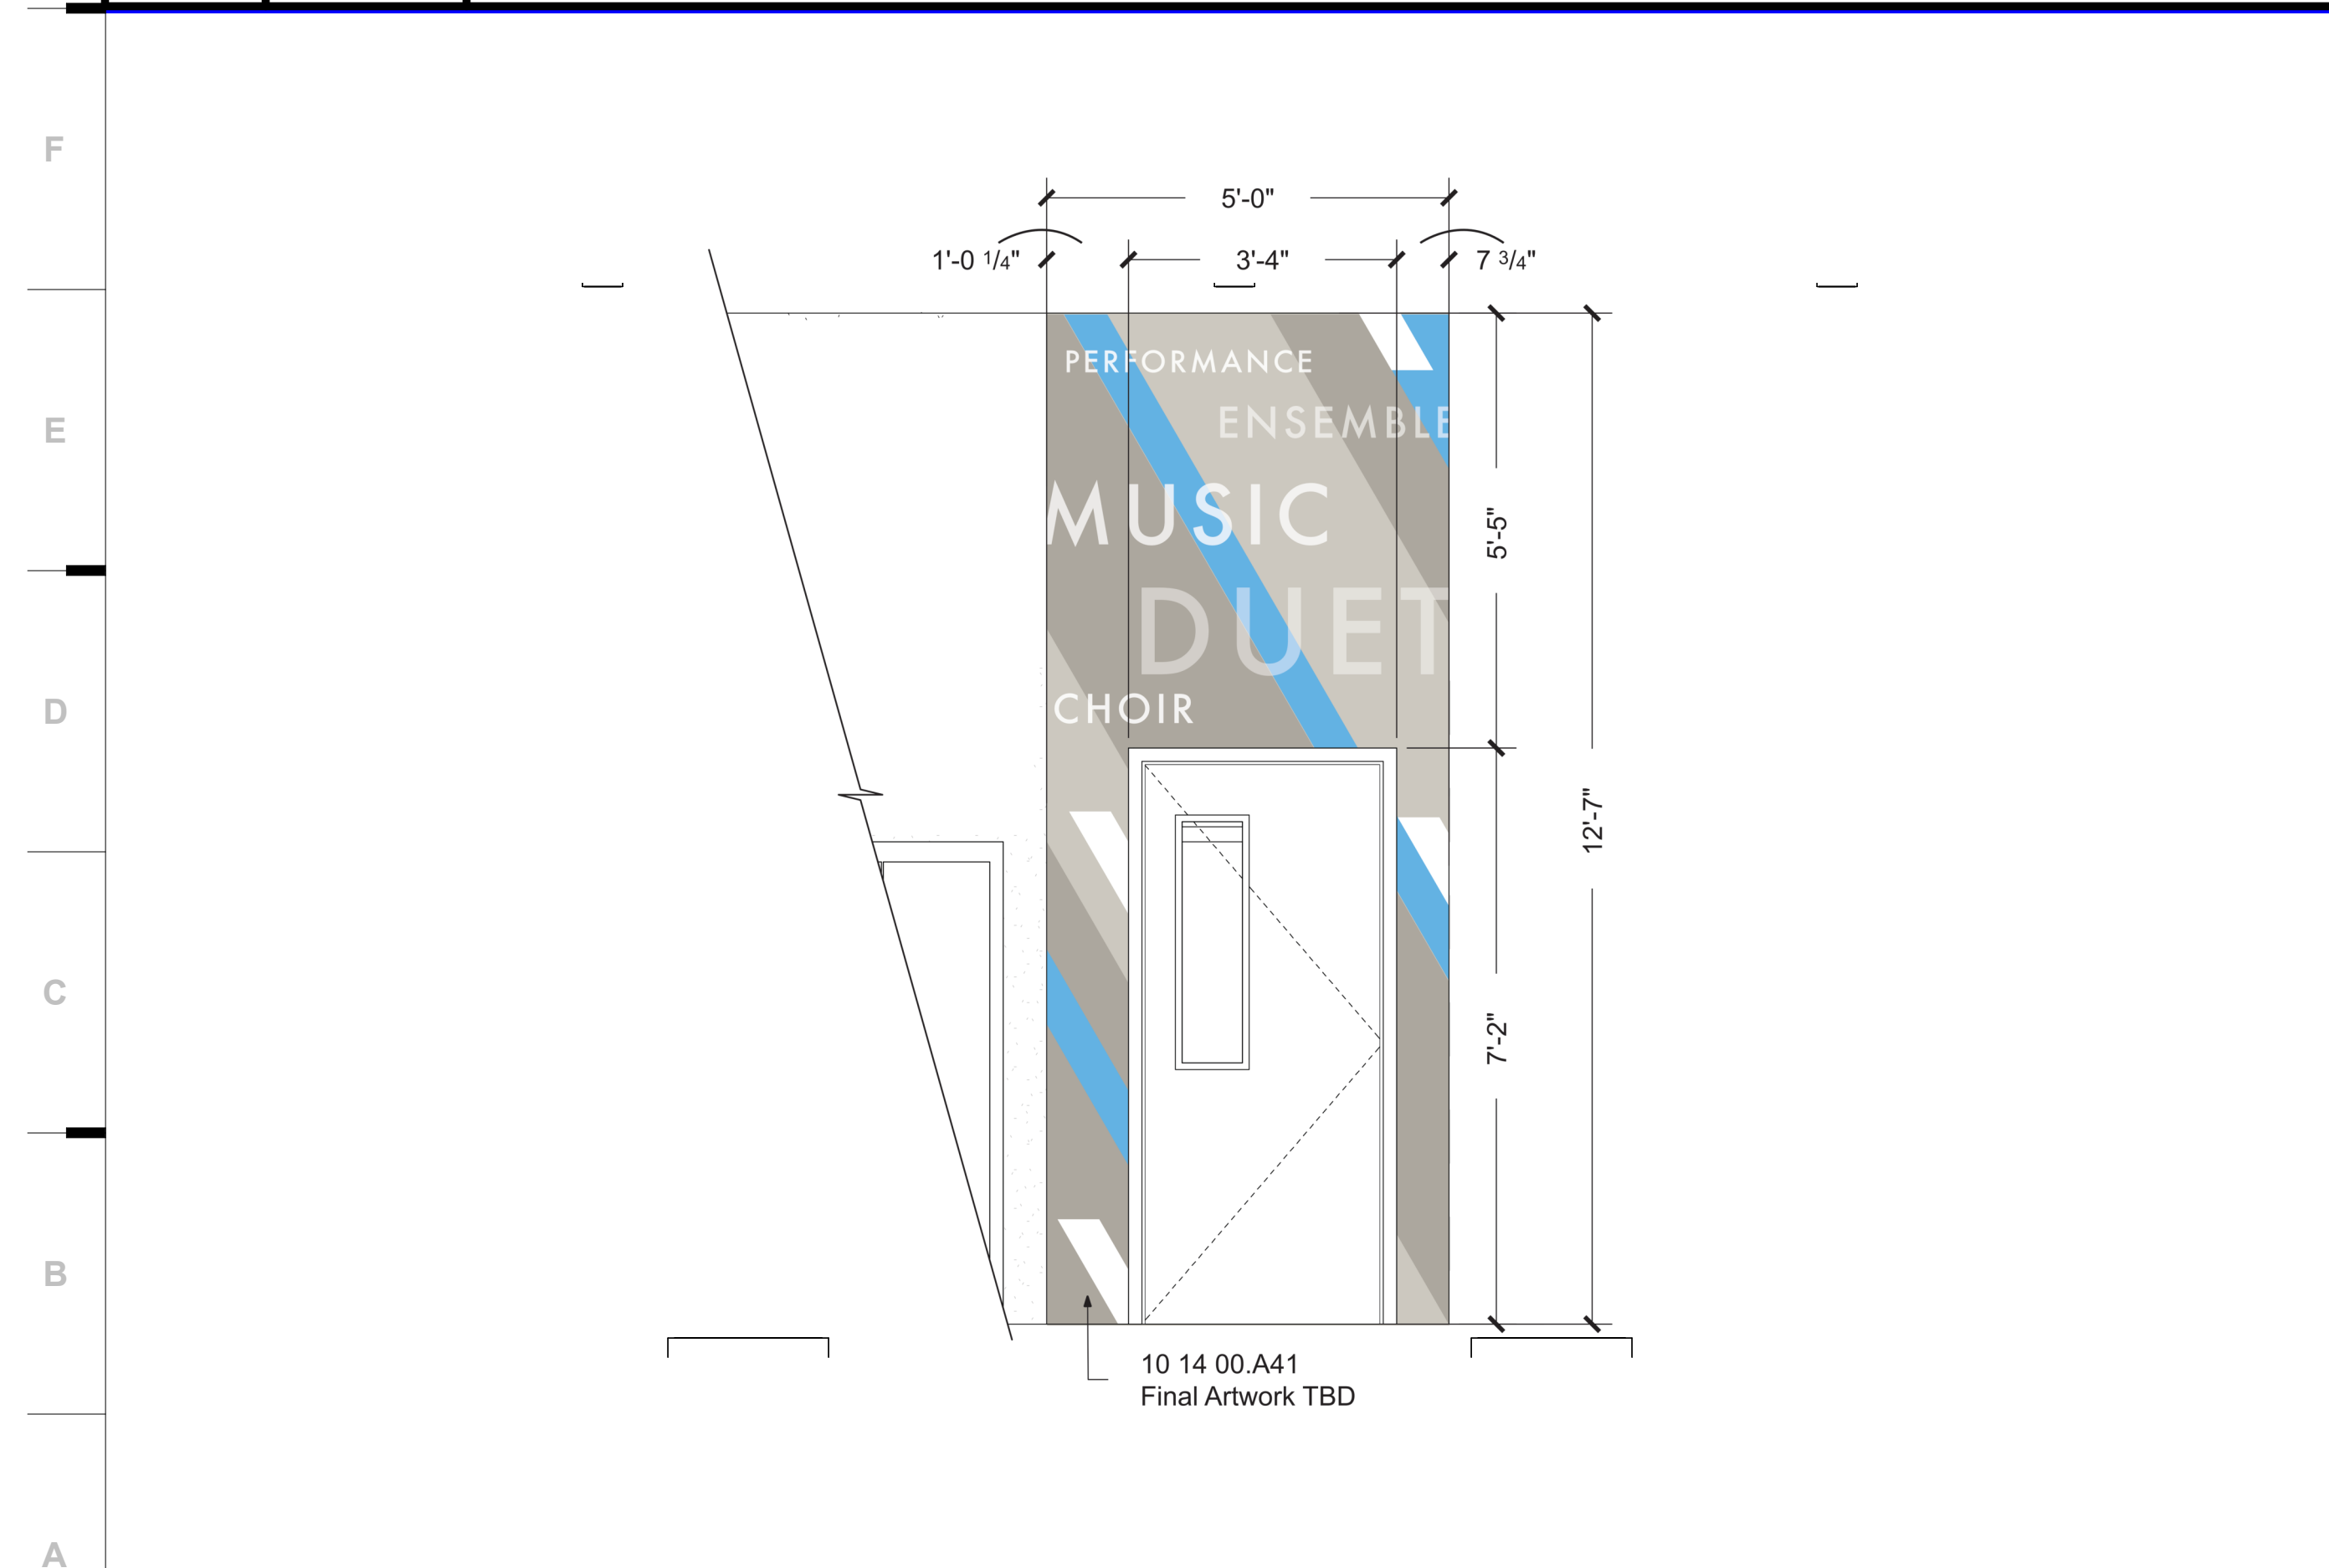 F
5'-0"
1'-0 1/4"
3'-4"
7 3/4"
PERFORMANCE
E
ENSEMBLE
MUSIC
5'-5"
DUET
D
CHOIR
12'-7"
C
7'-2"
B
10 14 00.A41
Final Artwork TBD
A